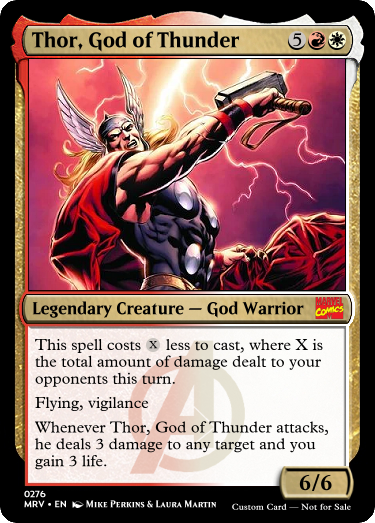 Thor, God of Thunder 5
Legendary Creature — God Warrior MARVEL COMICS
This spell costs X less to cast, where X is
the total amount of damage dealt to your
opponents this turn.
Flying, vigilance
Whenever Thor, God of Thunder attacks,
he deals 3 damage to any target and you
gain 3 life.
6/6
0276
MRV • EN Mike Perkins & Laura Martin Custom Card — Not for Sale